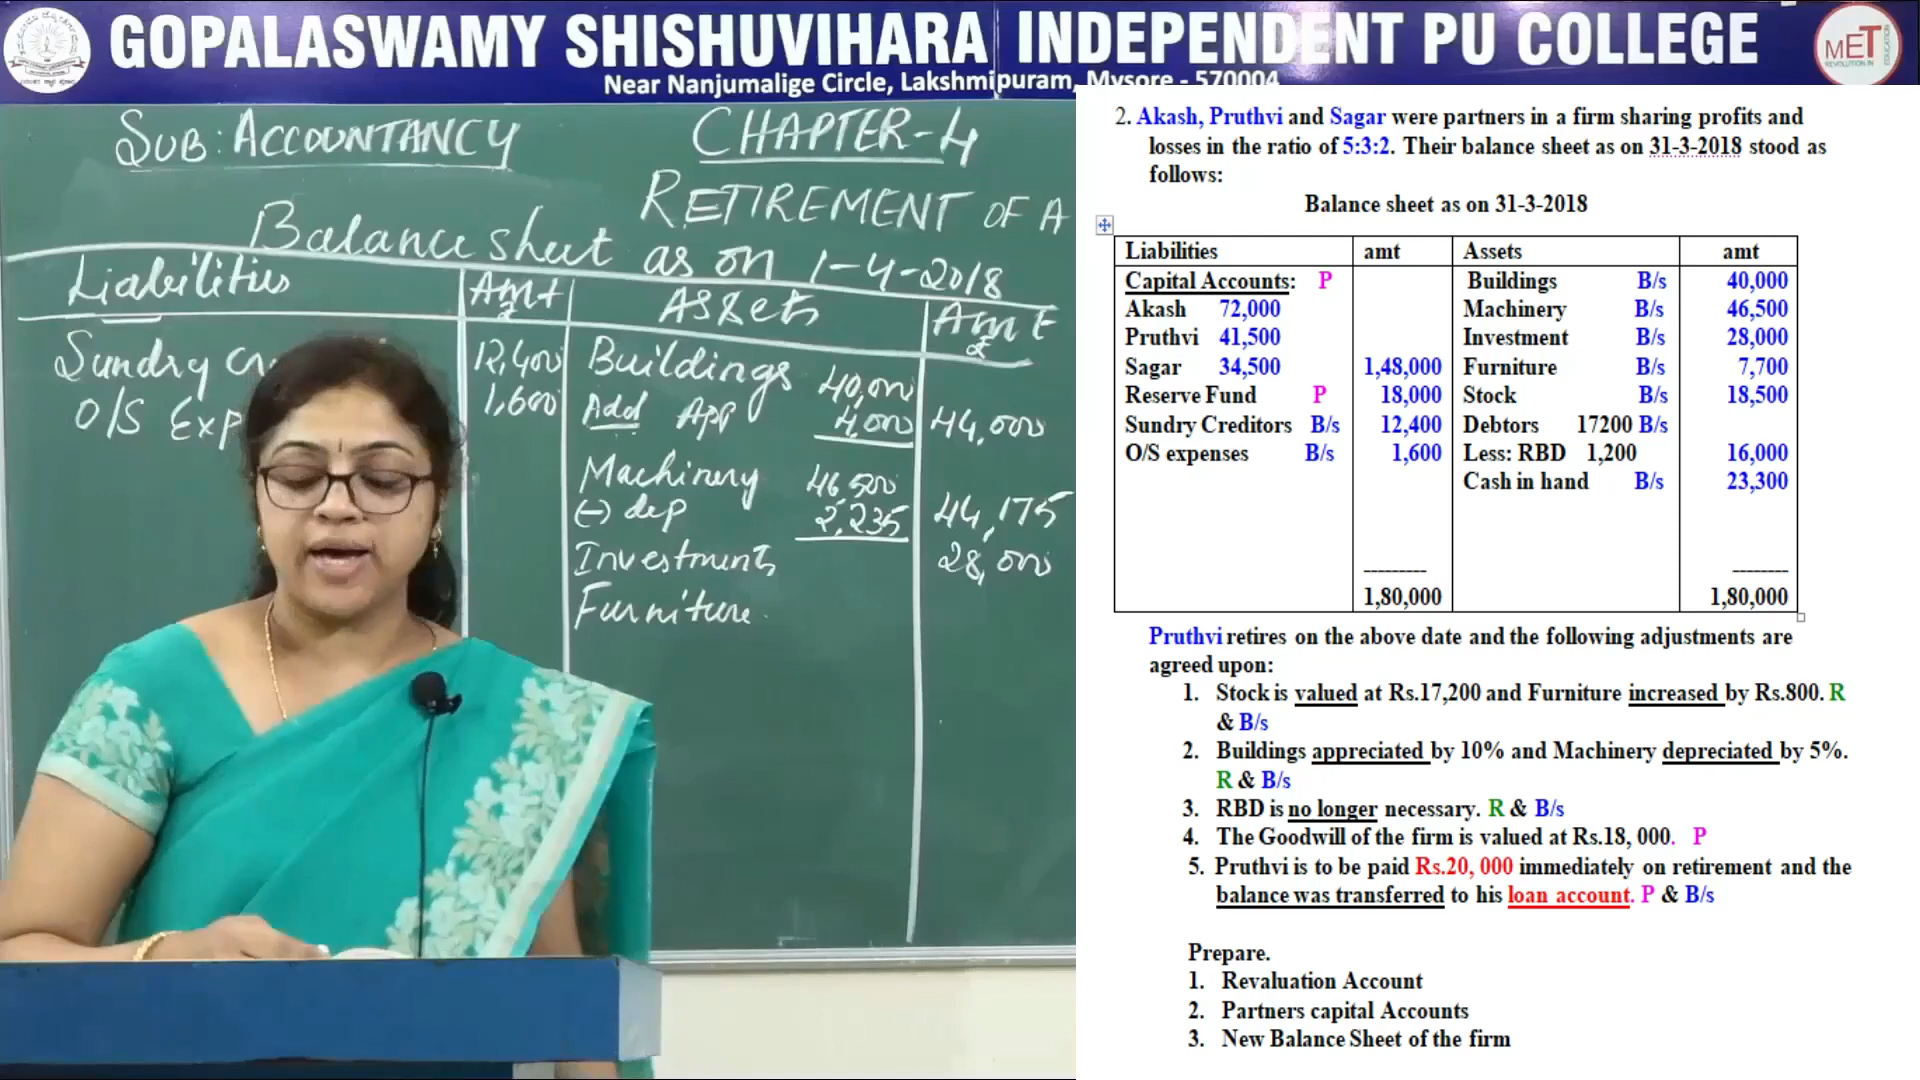 GOPALASWAMY SHISHUVIHARA INDEPENDENT PU COLLEGE
Near Nanjumalige Circle, Lakshmipuram, Mysore - 570004
MET
SUB: ACCOUNTANCY
CHAPTER-4
RETIREMENT OF A
Balance sheet as on 1-4-2018
Liabilities Amt ₹ Assets Amt ₹
Sundry 12,400 Buildings 40,000
O/S Exp 1,600 Add App 4,000 44,000
Machinery 46,500
(-) dep 2,235 44,175
Investments 28,000
Furniture
2. Akash, Pruthvi and Sagar were partners in a firm sharing profits and
losses in the ratio of 5:3:2. Their balance sheet as on 31-3-2018 stood as
follows:
Balance sheet as on 31-3-2018
Liabilities amt Assets amt
Capital Accounts: P Buildings B/s 40,000
Akash 72,000 Machinery B/s 46,500
Pruthvi 41,500 Investment B/s 28,000
Sagar 34,500 1,48,000 Furniture B/s 7,700
Reserve Fund P 18,000 Stock B/s 18,500
Sundry Creditors B/s 12,400 Debtors 17200 B/s
O/S expenses B/s 1,600 Less: RBD 1,200 16,000
Cash in hand B/s 23,300
--------- --------
1,80,000 1,80,000
Pruthvi retires on the above date and the following adjustments are
agreed upon:
1. Stock is valued at Rs.17,200 and Furniture increased by Rs.800. R
& B/s
2. Buildings appreciated by 10% and Machinery depreciated by 5%.
R & B/s
3. RBD is no longer necessary. R & B/s
4. The Goodwill of the firm is valued at Rs.18, 000. P
5. Pruthvi is to be paid Rs.20, 000 immediately on retirement and the
balance was transferred to his loan account. P & B/s
Prepare.
1. Revaluation Account
2. Partners capital Accounts
3. New Balance Sheet of the firm